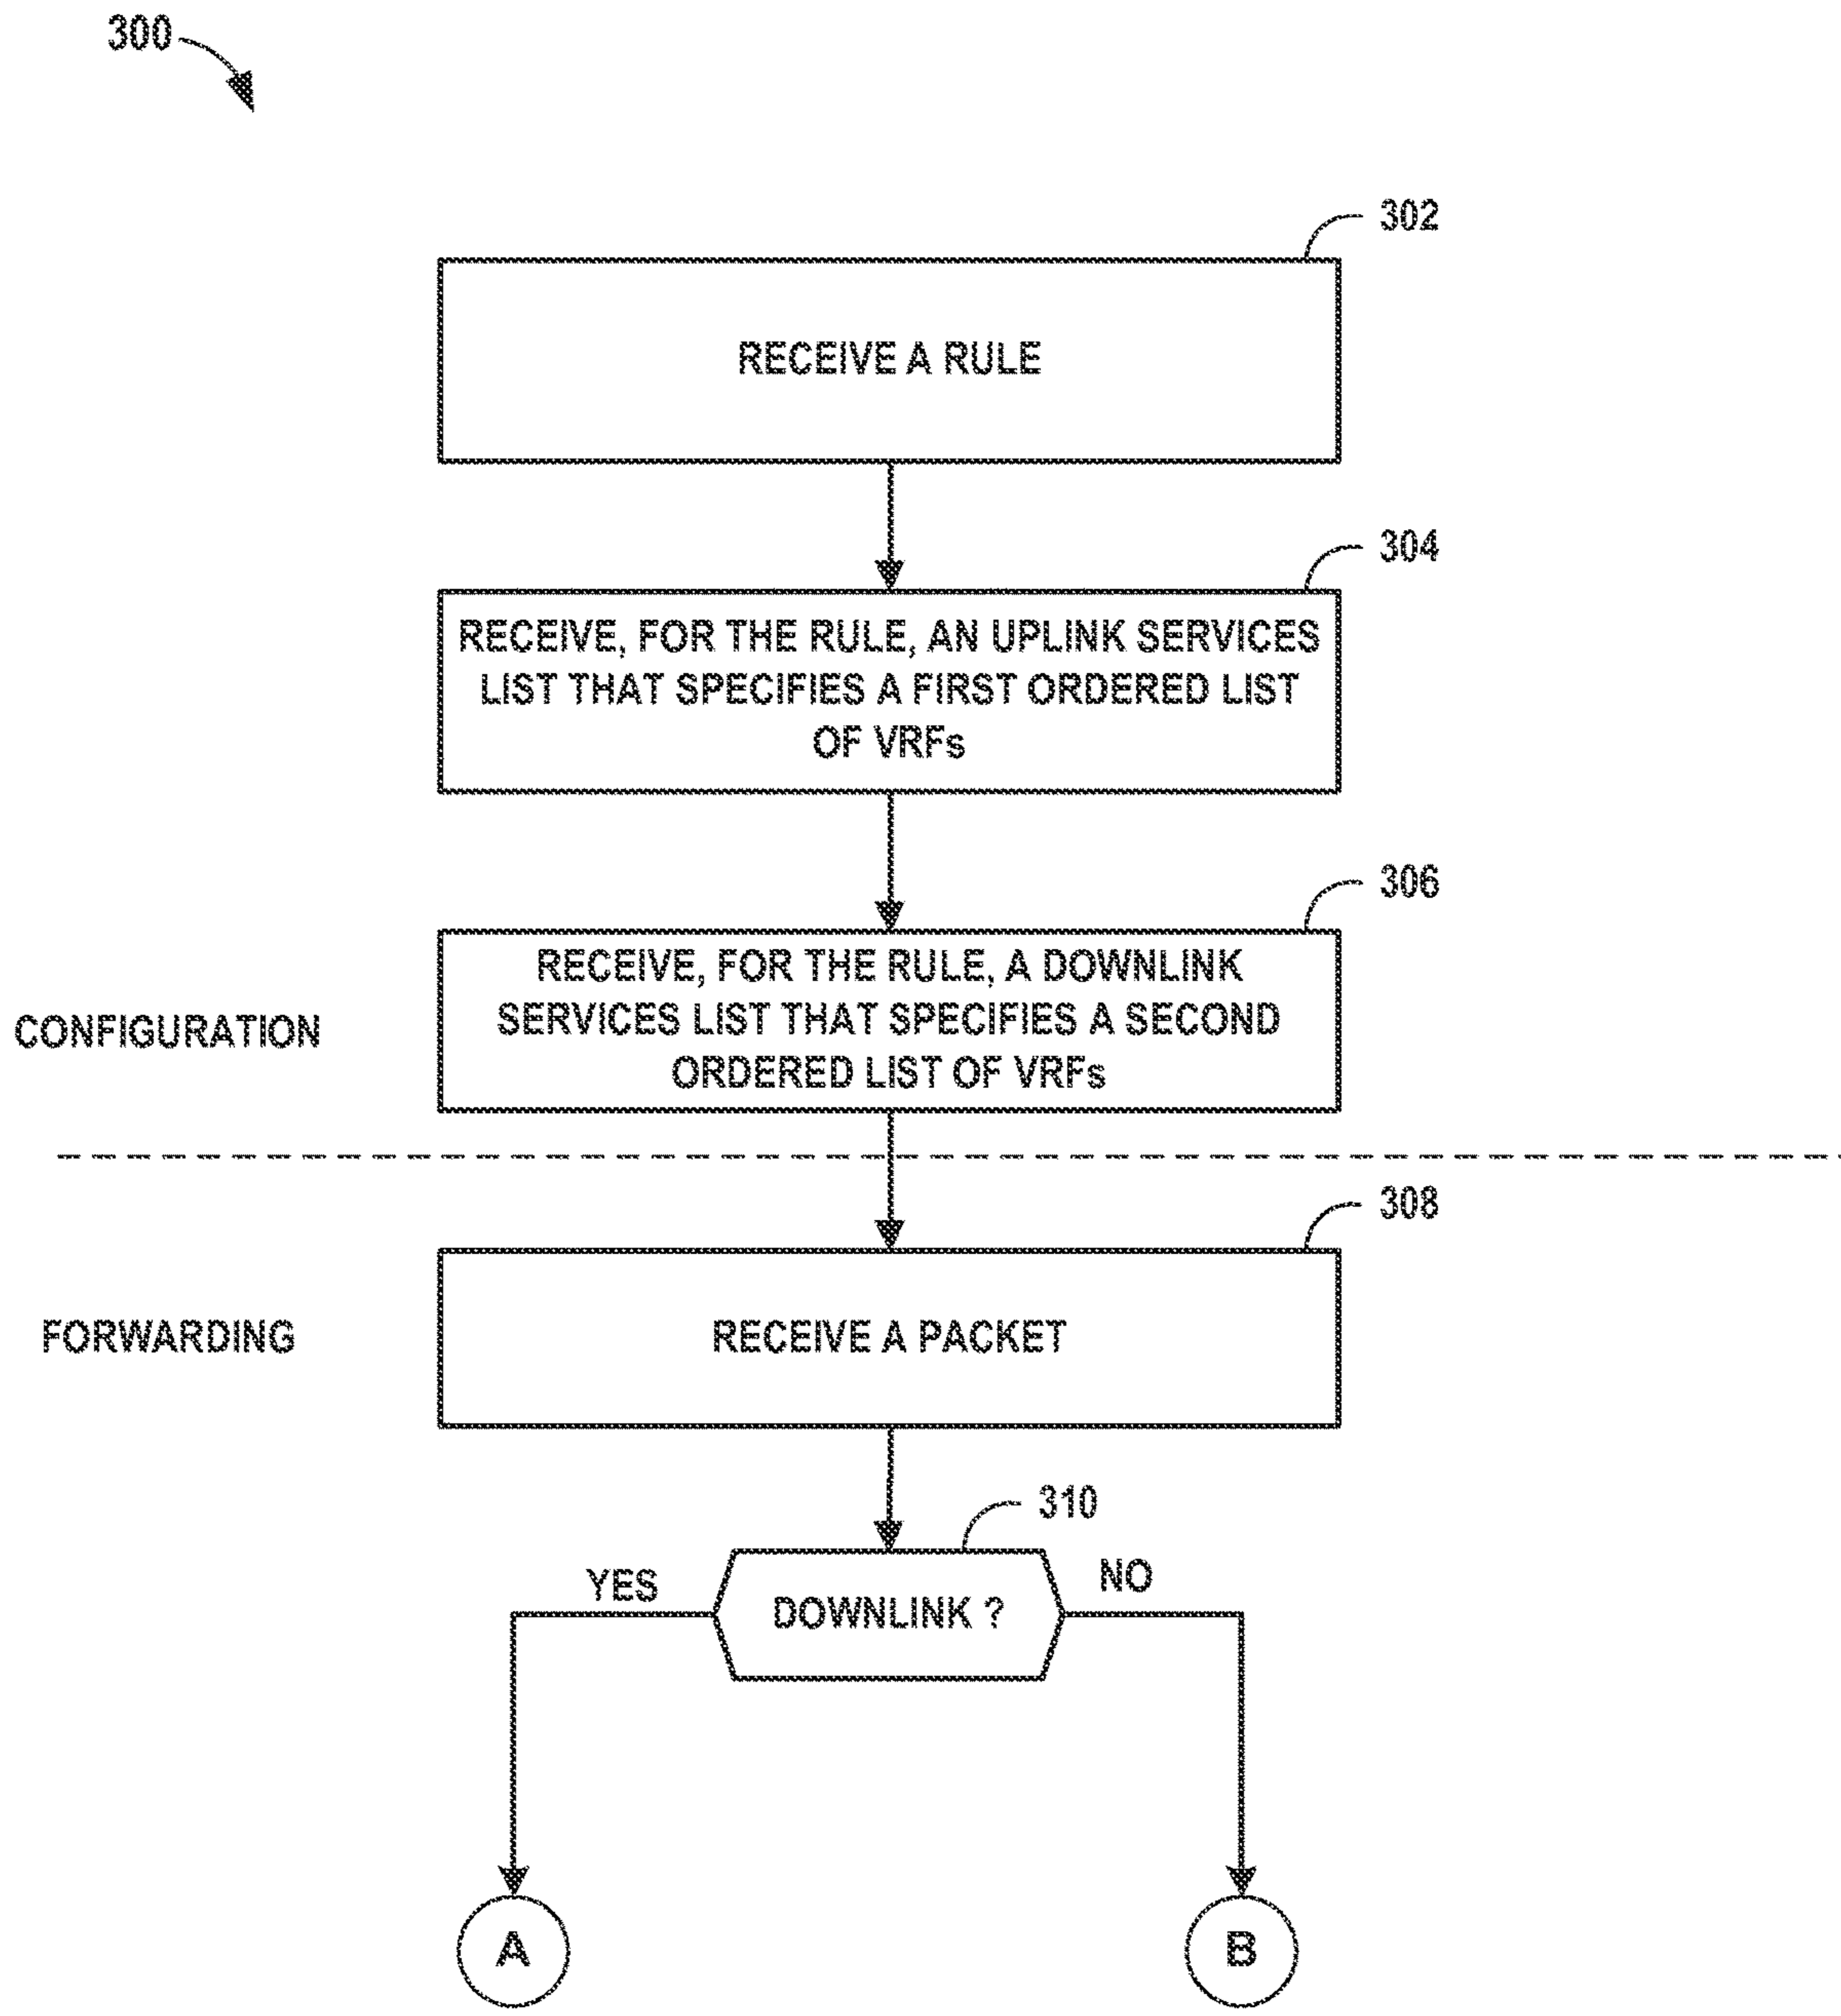 300
302
RECEIVE A RULE
304
RECEIVE, FOR THE RULE, AN UPLINK SERVICES
LIST THAT SPECIFIES A FIRST ORDERED LIST
OF VRFs
306
RECEIVE, FOR THE RULE, A DOWNLINK
SERVICES LIST THAT SPECIFIES A SECOND
ORDERED LIST OF VRFs
CONFIGURATION
308
FORWARDING
RECEIVE A PACKET
310
YES
NO
DOWNLINK ?
A
B